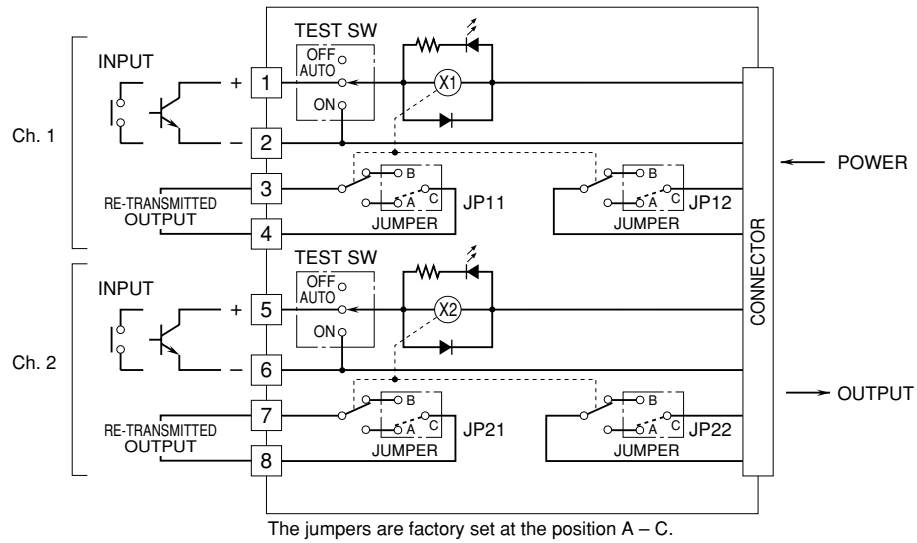 TEST SW
OFF
AUTO
ON
INPUT
+
1
X1
Ch. 1
–
2
POWER
3
B
A
C
JP11
JUMPER
B
A
C
JP12
JUMPER
RE-TRANSMITTED
OUTPUT
4
CONNECTOR
TEST SW
OFF
AUTO
ON
INPUT
+
5
X2
Ch. 2
–
6
OUTPUT
7
B
A
C
JP21
JUMPER
B
A
C
JP22
JUMPER
RE-TRANSMITTED
OUTPUT
8
The jumpers are factory set at the position A – C.